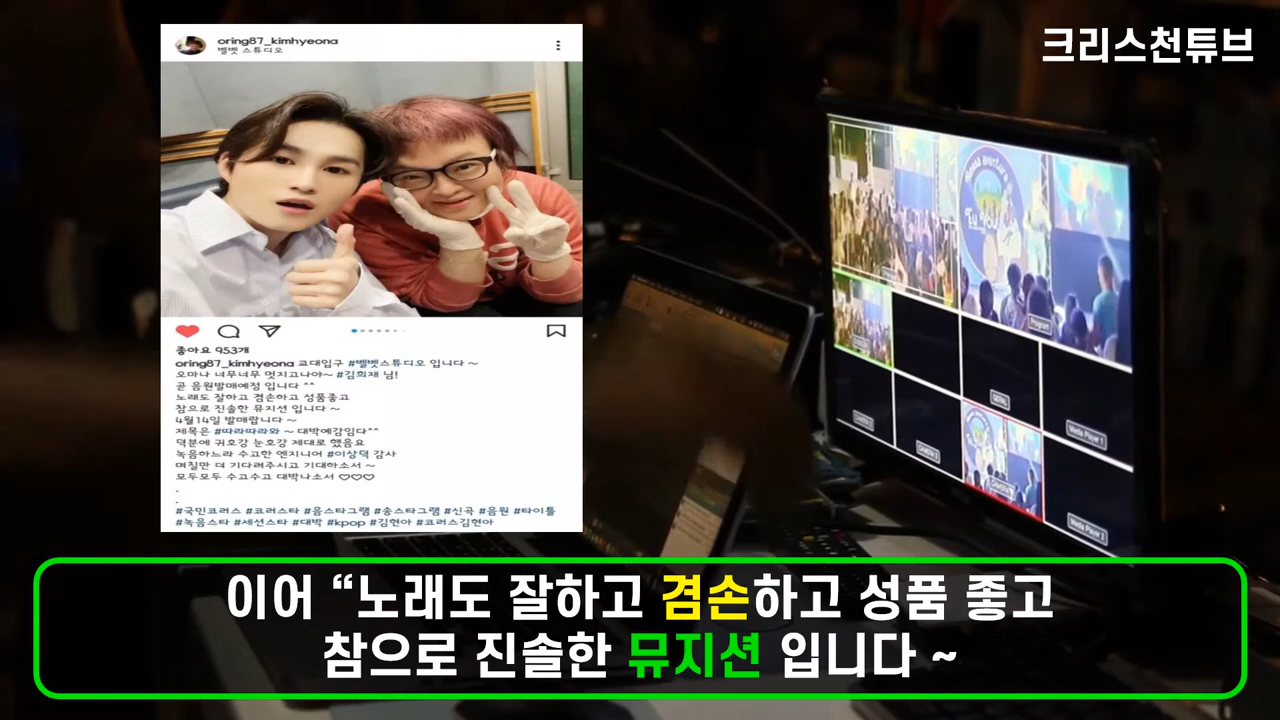 크리스천튜브
oring87_kimhyeona
벨벳 스튜디오
좋아요 953개
oring87_kimhyeona 교대입구 #벨벳스튜디오 입니다 ~
오마나 너무너무 멋지고나야~ #김희재 님!
곧 음원발매예정 입니다 ^^
노래도 잘하고 겸손하고 성품좋고
참으로 진솔한 뮤지션 입니다 ~
4월14일 발매랍니다 ~
제목은 #따라따라와 ~ 대박예감임다^^
덕분에 귀호강 눈호강 제대로 했음요
녹음하느라 수고한 엔지니어 #이상덕 감사
며칠만 더 기다려주시고 기대하소서 ~
모두모두 수고수고 대박나소서 ♡♡♡
.
.
#국민코러스 #코러스타 #음스타그램 #송스타그램 #신곡 #음원 #타이틀
#녹음스타 #세션스타 #대박 #kpop #김현아 #코러스김현아
Program
GERAL
Media Player 1
Media Player 2
이어 “노래도 잘하고 겸손하고 성품 좋고
참으로 진솔한 뮤지션 입니다 ~